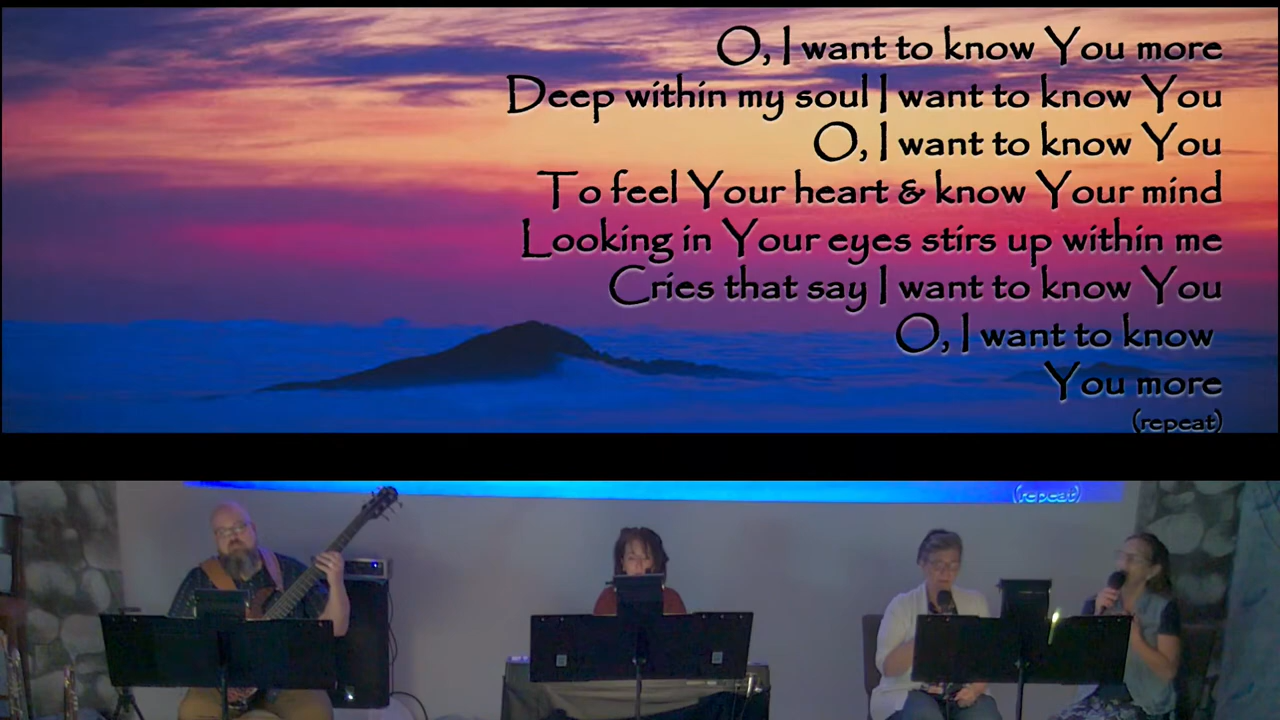 O, I want to know You more
Deep within my soul I want to know You
O, I want to know You
To feel Your heart & know Your mind
Looking in Your eyes stirs up within me
Cries that say I want to know You
O, I want to know
You more
(repeat)
(repeat)